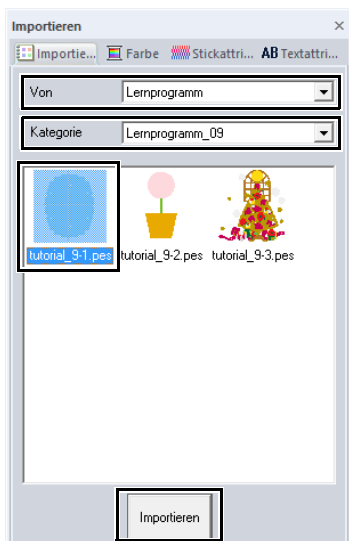 Importieren
Importie... Farbe Stickattri... AB Textattri...
Von Lernprogramm
Kategorie Lernprogramm_09
tutorial_9-1.pes tutorial_9-2.pes tutorial_9-3.pes
Importieren